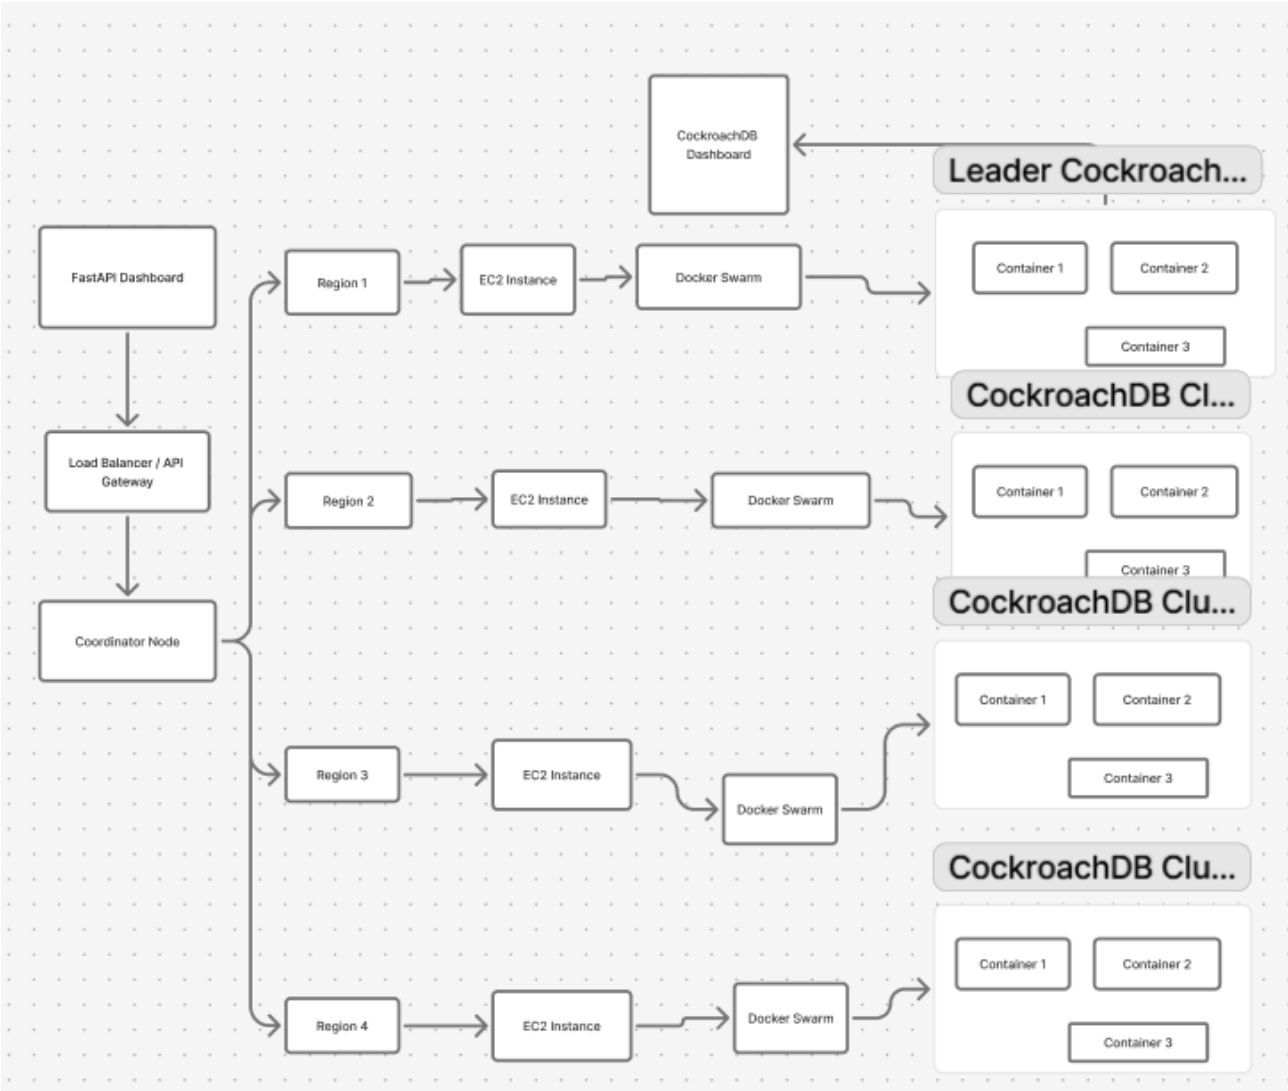 CockroachDB
Dashboard
Leader Cockroach...
FastAPI Dashboard
Region 1
EC2 Instance
Docker Swarm
Container 1
Container 2
Container 3
CockroachDB Cl...
Load Balancer / API
Gateway
Region 2
EC2 Instance
Docker Swarm
Container 1
Container 2
Container 3
CockroachDB Clu...
Coordinator Node
Container 1
Container 2
Region 3
EC2 Instance
Docker Swarm
Container 3
CockroachDB Clu...
Container 1
Container 2
Region 4
EC2 Instance
Docker Swarm
Container 3